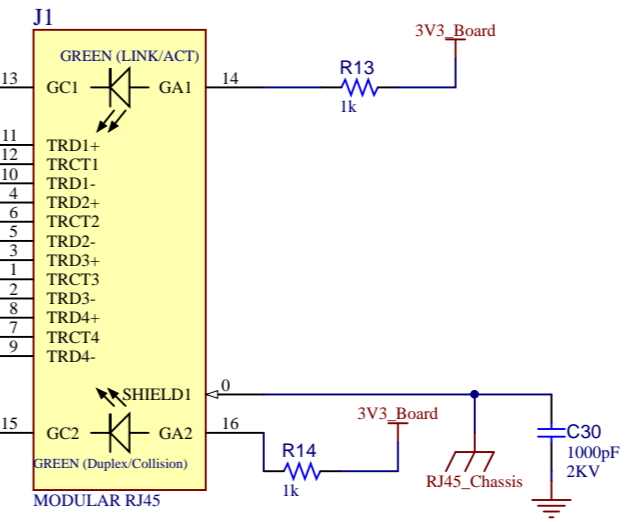 J1
3V3_Board
GREEN (LINK/ACT)
R13
13 GC1 GA1 14
1k
11 TRD1+
12 TRCT1
10 TRD1-
4 TRD2+
6 TRCT2
5 TRD2-
3 TRD3+
1 TRCT3
2 TRD3-
8 TRD4+
7 TRCT4
9 TRD4-
SHIELD1 0
3V3_Board
15 GC2 GA2 16
C30
R14
1000pF
GREEN (Duplex/Collision)
2KV
RJ45_Chassis
1k
MODULAR RJ45